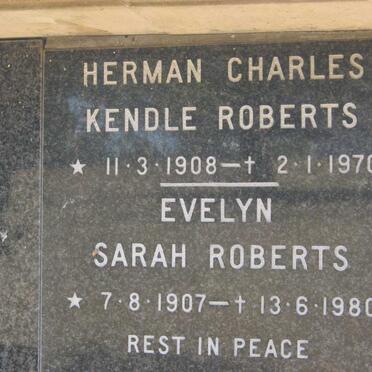 HERMAN CHARLES
KENDLE ROBERTS
★ 11·3·1908–† 2·1·1970
EVELYN
SARAH ROBERTS
★ 7·8·1907–† 13·6·1980
REST IN PEACE